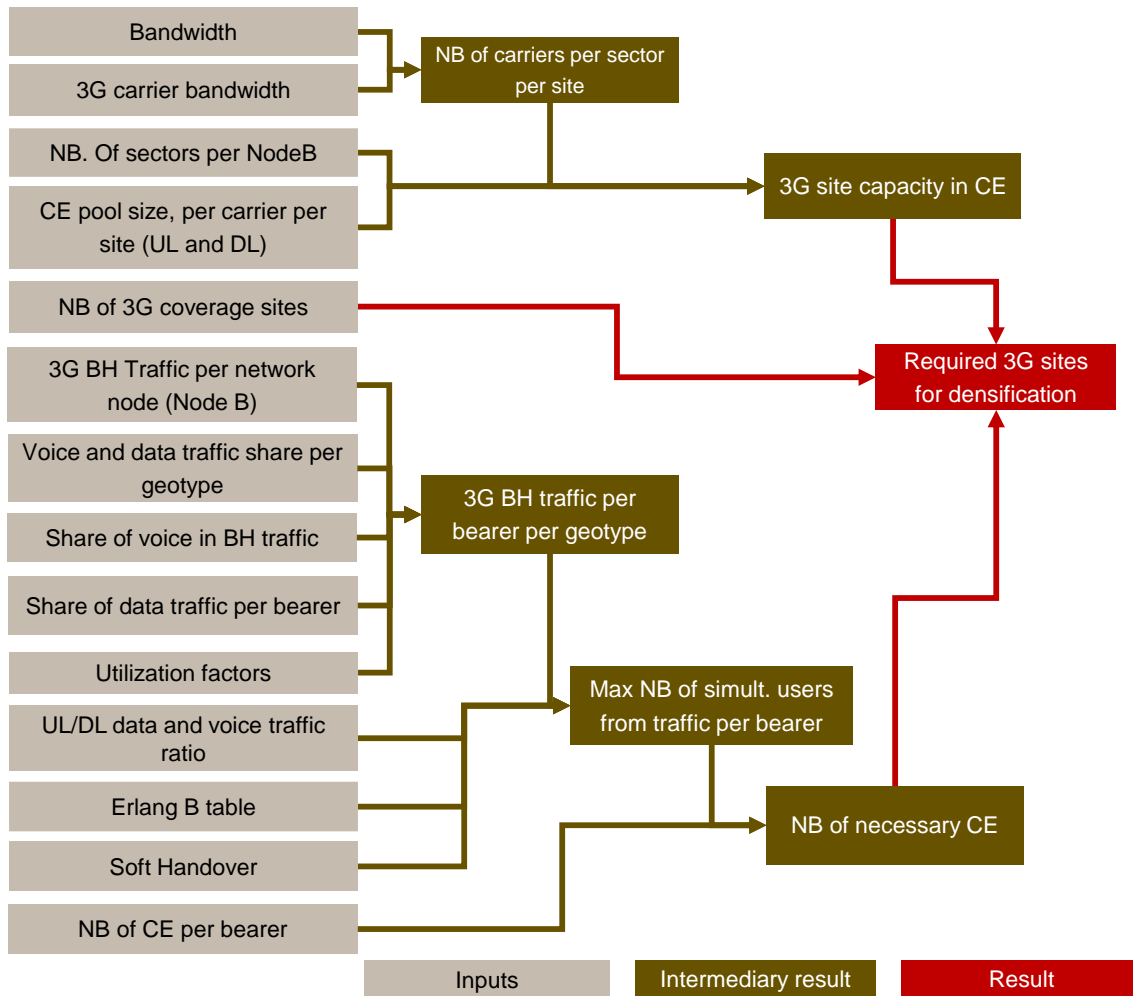 Bandwidth
3G carrier bandwidth
NB of carriers per sector
per site
NB. Of sectors per NodeB
CE pool size, per carrier per
site (UL and DL)
3G site capacity in CE
NB of 3G coverage sites
3G BH Traffic per network
node (Node B)
Required 3G sites
for densification
Voice and data traffic share per
geotype
3G BH traffic per
bearer per geotype
Share of voice in BH traffic
Share of data traffic per bearer
Utilization factors
Max NB of simult. users
from traffic per bearer
UL/DL data and voice traffic
ratio
Erlang B table
NB of necessary CE
Soft Handover
NB of CE per bearer
Inputs
Intermediary result
Result